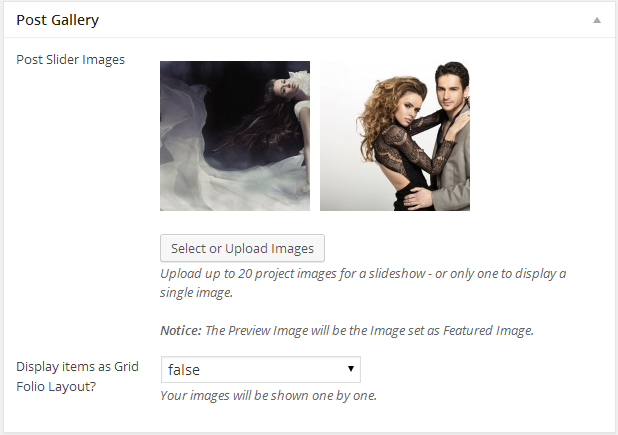 Post Gallery
Post Slider Images
Select or Upload Images
Upload up to 20 project images for a slideshow - or only one to display a
single image.
Notice: The Preview Image will be the Image set as Featured Image.
Display items as Grid
Folio Layout?
false
Your images will be shown one by one.